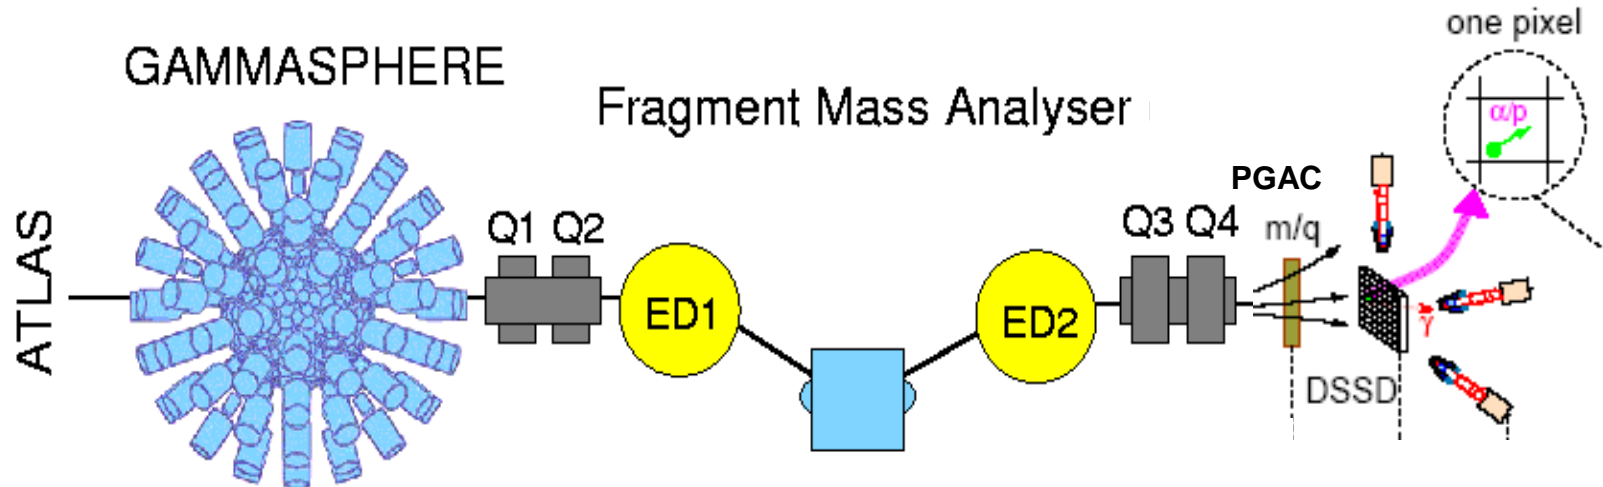 one pixel
GAMMASPHERE
Fragment Mass Analyser
α/p
PGAC
ATLAS
Q1 Q2
Q3 Q4
m/q
ED1
ED2
γ
DSSD